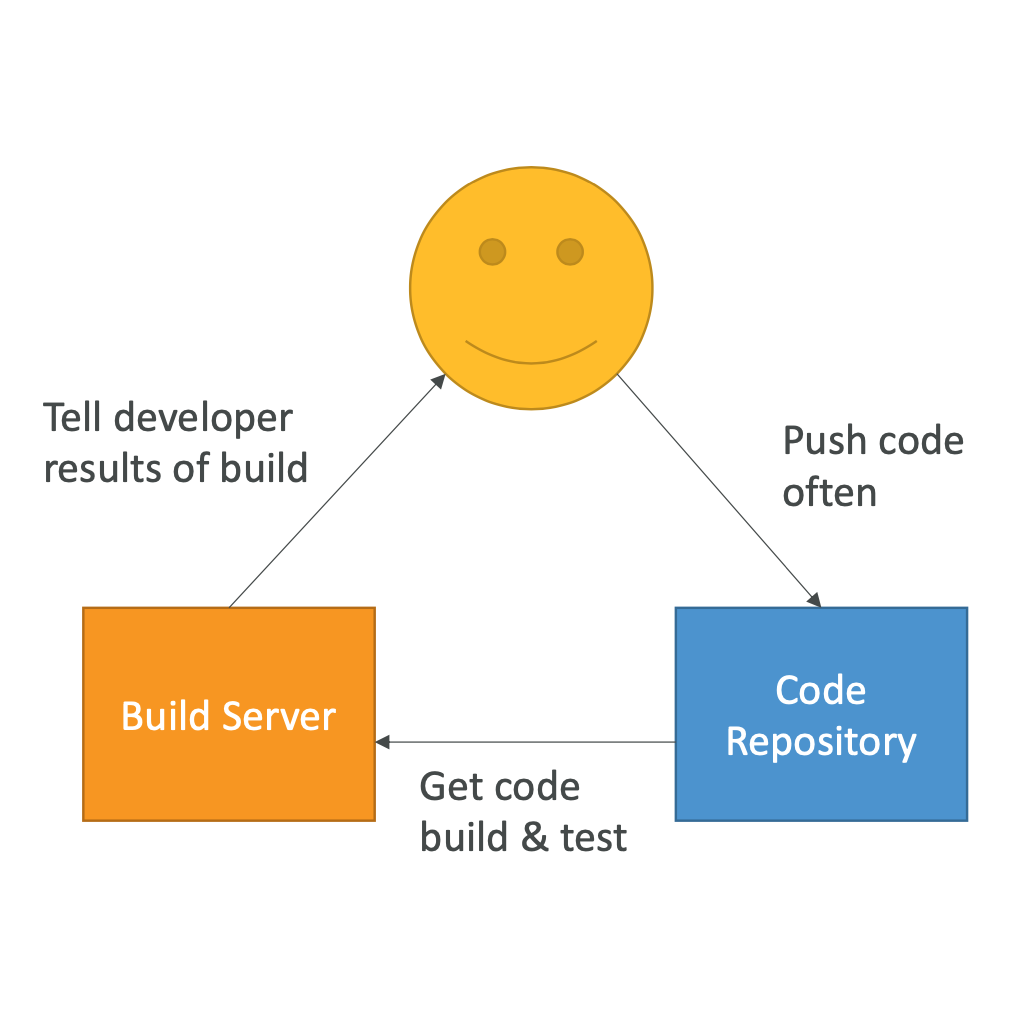 Tell developer
results of build
Push code
often
Build Server
Code
Repository
Get code
build & test